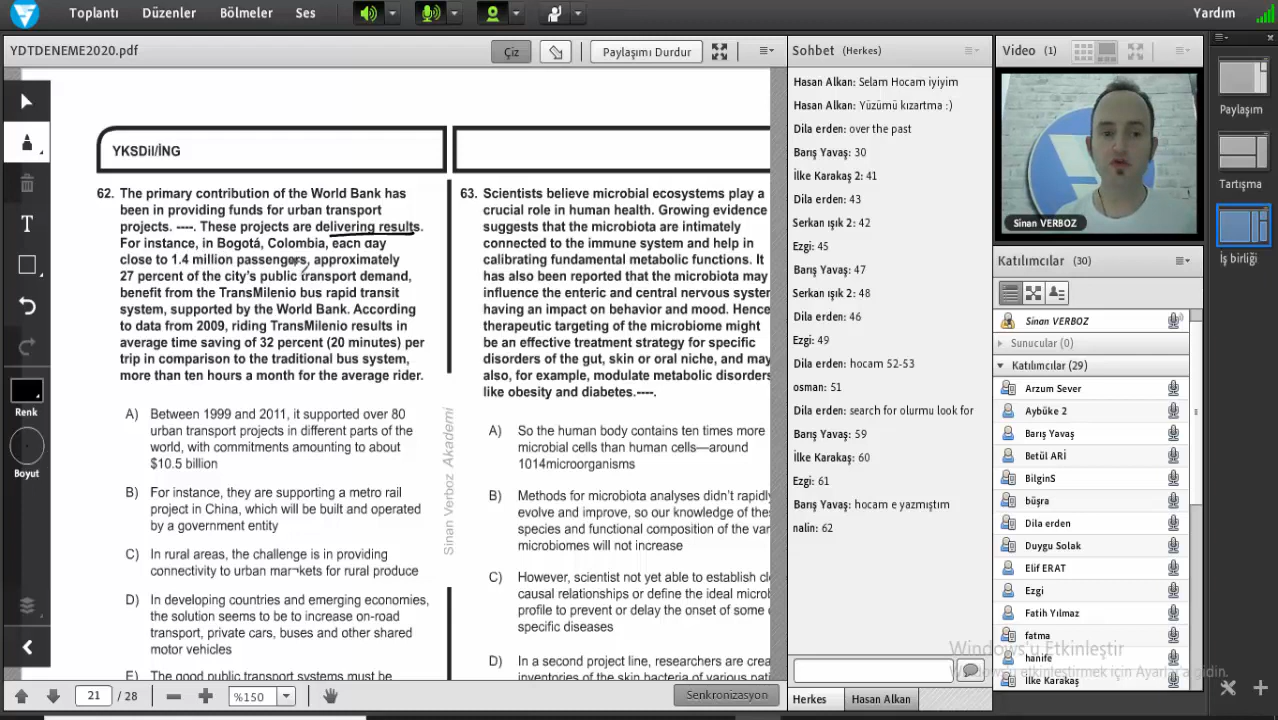 Toplantı Düzenler Bölmeler Ses Yardım
YDTDENEME2020.pdf
Çiz
Paylaşımı Durdur
Renk
Boyut
YKSDil/İNG
62. The primary contribution of the World Bank has
been in providing funds for urban transport
projects. ----. These projects are delivering results.
For instance, in Bogotá, Colombia, each day
close to 1.4 million passengers, approximately
27 percent of the city's public transport demand,
benefit from the TransMilenio bus rapid transit
system, supported by the World Bank. According
to data from 2009, riding TransMilenio results in
average time saving of 32 percent (20 minutes) per
trip in comparison to the traditional bus system,
more than ten hours a month for the average rider.
A) Between 1999 and 2011, it supported over 80
urban transport projects in different parts of the
world, with commitments amounting to about
$10.5 billion
B) For instance, they are supporting a metro rail
project in China, which will be built and operated
by a government entity
C) In rural areas, the challenge is in providing
connectivity to urban markets for rural produce
D) In developing countries and emerging economies,
the solution seems to be to increase on-road
transport, private cars, buses and other shared
motor vehicles
E) The good public transport systems must be
Sinan Verboz Akademi
63. Scientists believe microbial ecosystems play a
crucial role in human health. Growing evidence
suggests that the microbiota are intimately
connected to the immune system and help in
calibrating fundamental metabolic functions. It
has also been reported that the microbiota may
influence the enteric and central nervous system
having an impact on behavior and mood. Hence
therapeutic targeting of the microbiome might
be an effective treatment strategy for specific
disorders of the gut, skin or oral niche, and may
also, for example, modulate metabolic disorders
like obesity and diabetes.----.
A) So the human body contains ten times more
microbial cells than human cells—around
1014microorganisms
B) Methods for microbiota analyses didn't rapidly
evolve and improve, so our knowledge of the
species and functional composition of the var
microbiomes will not increase
C) However, scientist not yet able to establish cl
causal relationships or define the ideal microb
profile to prevent or delay the onset of some
specific diseases
D) In a second project line, researchers are crea
inventories of the skin bacteria of various pati
21 / 28
%150
Senkronizasyon
Sohbet (Herkes)
Hasan Alkan: Selam Hocam iyiyim
Hasan Alkan: Yüzümü kızartma :)
Dila erden: over the past
Barış Yavaş: 30
İlke Karakaş 2: 41
Dila erden: 43
Serkan ışık 2: 42
Ezgi: 45
Barış Yavaş: 47
Serkan ışık 2: 48
Dila erden: 46
Ezgi: 49
Dila erden: hocam 52-53
osman: 51
Dila erden: search for olurmu look for
Barış Yavaş: 59
İlke Karakaş: 60
Ezgi: 61
Barış Yavaş: hocam e yazmıştım
nalin: 62
Herkes
Hasan Alkan
Video (1)
Sinan VERBOZ
Katılımcılar (30)
Sinan VERBOZ
Sunucular (0)
Katılımcılar (29)
Arzum Sever
Aybüke 2
Barış Yavaş
Betül ARİ
BilginS
büşra
Dila erden
Duygu Solak
Elif ERAT
Ezgi
Fatih Yılmaz
fatma
hanife
İlke Karakaş
Windows'u Etkinleştir
Windows'u etkinleştirmek için Ayarlar'a gidin.
Paylaşım
Tartışma
İş birliği